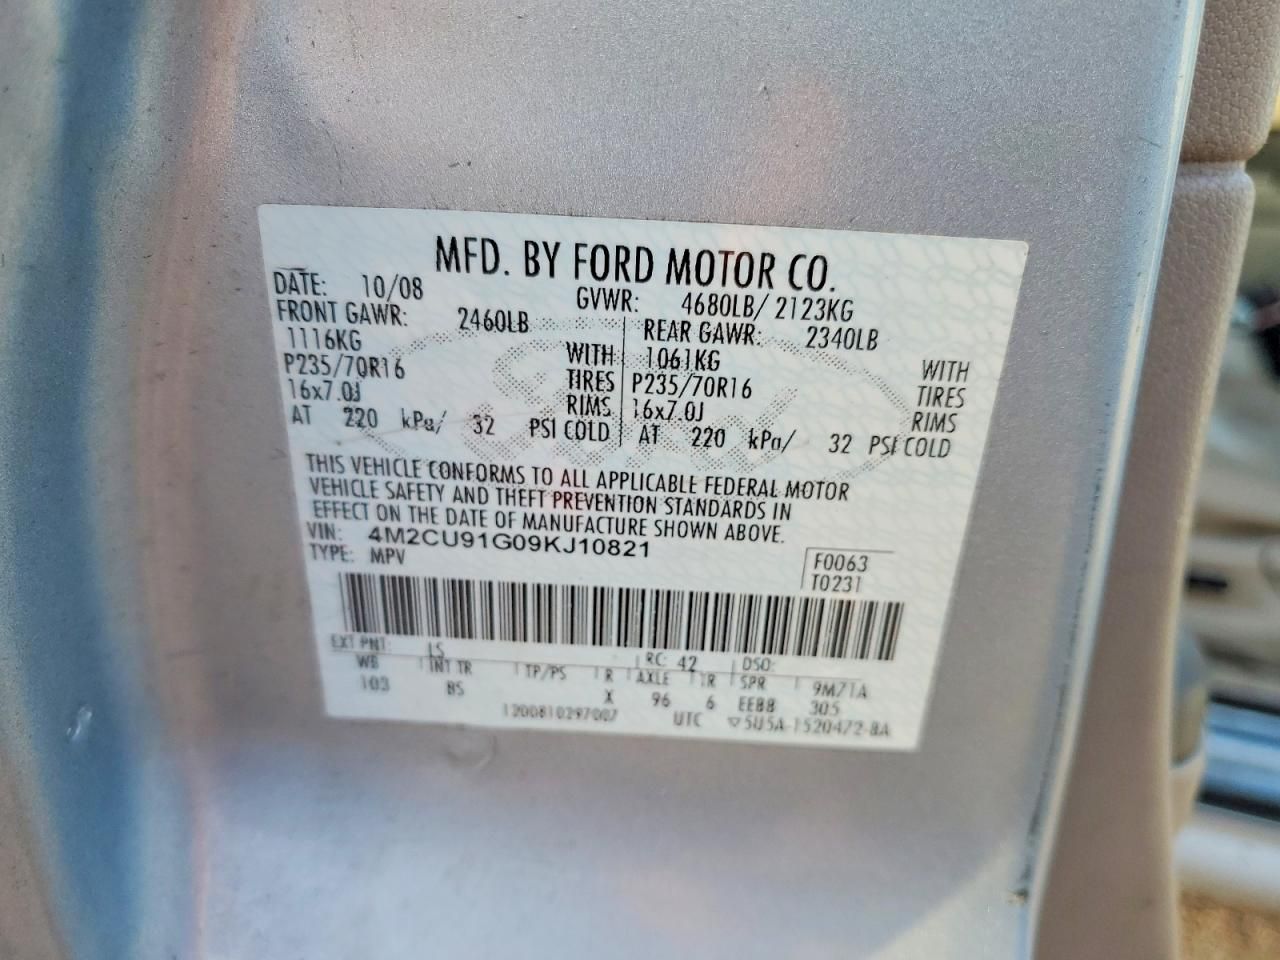 MFD. BY FORD MOTOR CO.
DATE: 10/08 GVWR: 4680LB/ 2123KG
FRONT GAWR: 2460LB REAR GAWR: 2340LB
1116KG WITH 1061KG WITH
P235/70R16 TIRES P235/70R16 TIRES
16x7.0J RIMS 16x7.0J RIMS
AT 220 kPa/ 32 PSI COLD AT 220 kPa/ 32 PSI COLD
THIS VEHICLE CONFORMS TO ALL APPLICABLE FEDERAL MOTOR
VEHICLE SAFETY AND THEFT PREVENTION STANDARDS IN
EFFECT ON THE DATE OF MANUFACTURE SHOWN ABOVE.
VIN: 4M2CU91G09KJ10821
TYPE: MPV F0063
T0231
EXT PNT: LS RC: 42 DSO:
WB INT TR TP/PS R AXLE TR SPR 9MZ1A
103 BS X 96 6 EEBB 305
1200810297007 UTC ▽5U5A-1520472-BA